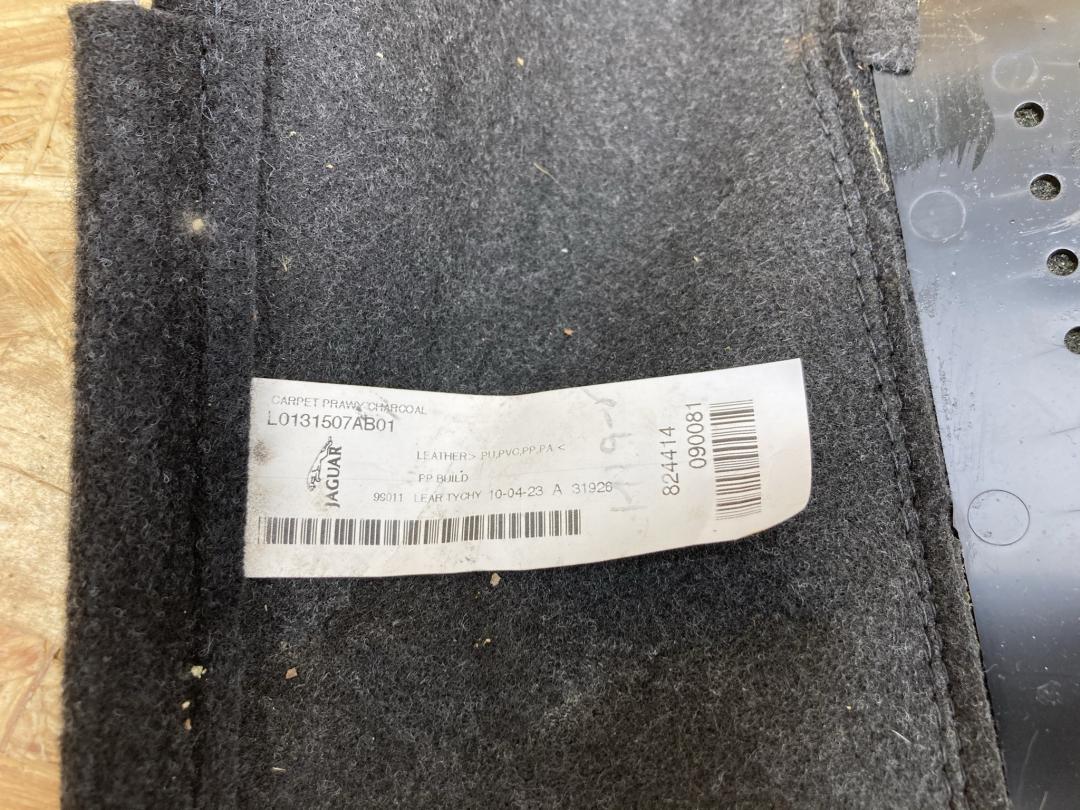 CARPET PRAWY CHARCOAL
L0131507AB01
JAGUAR
LEATHER> PU,PVC,PP,PA <
PP BUILD
99011 LEAR TYCHY 10-04-23 A 31926
824414
090081